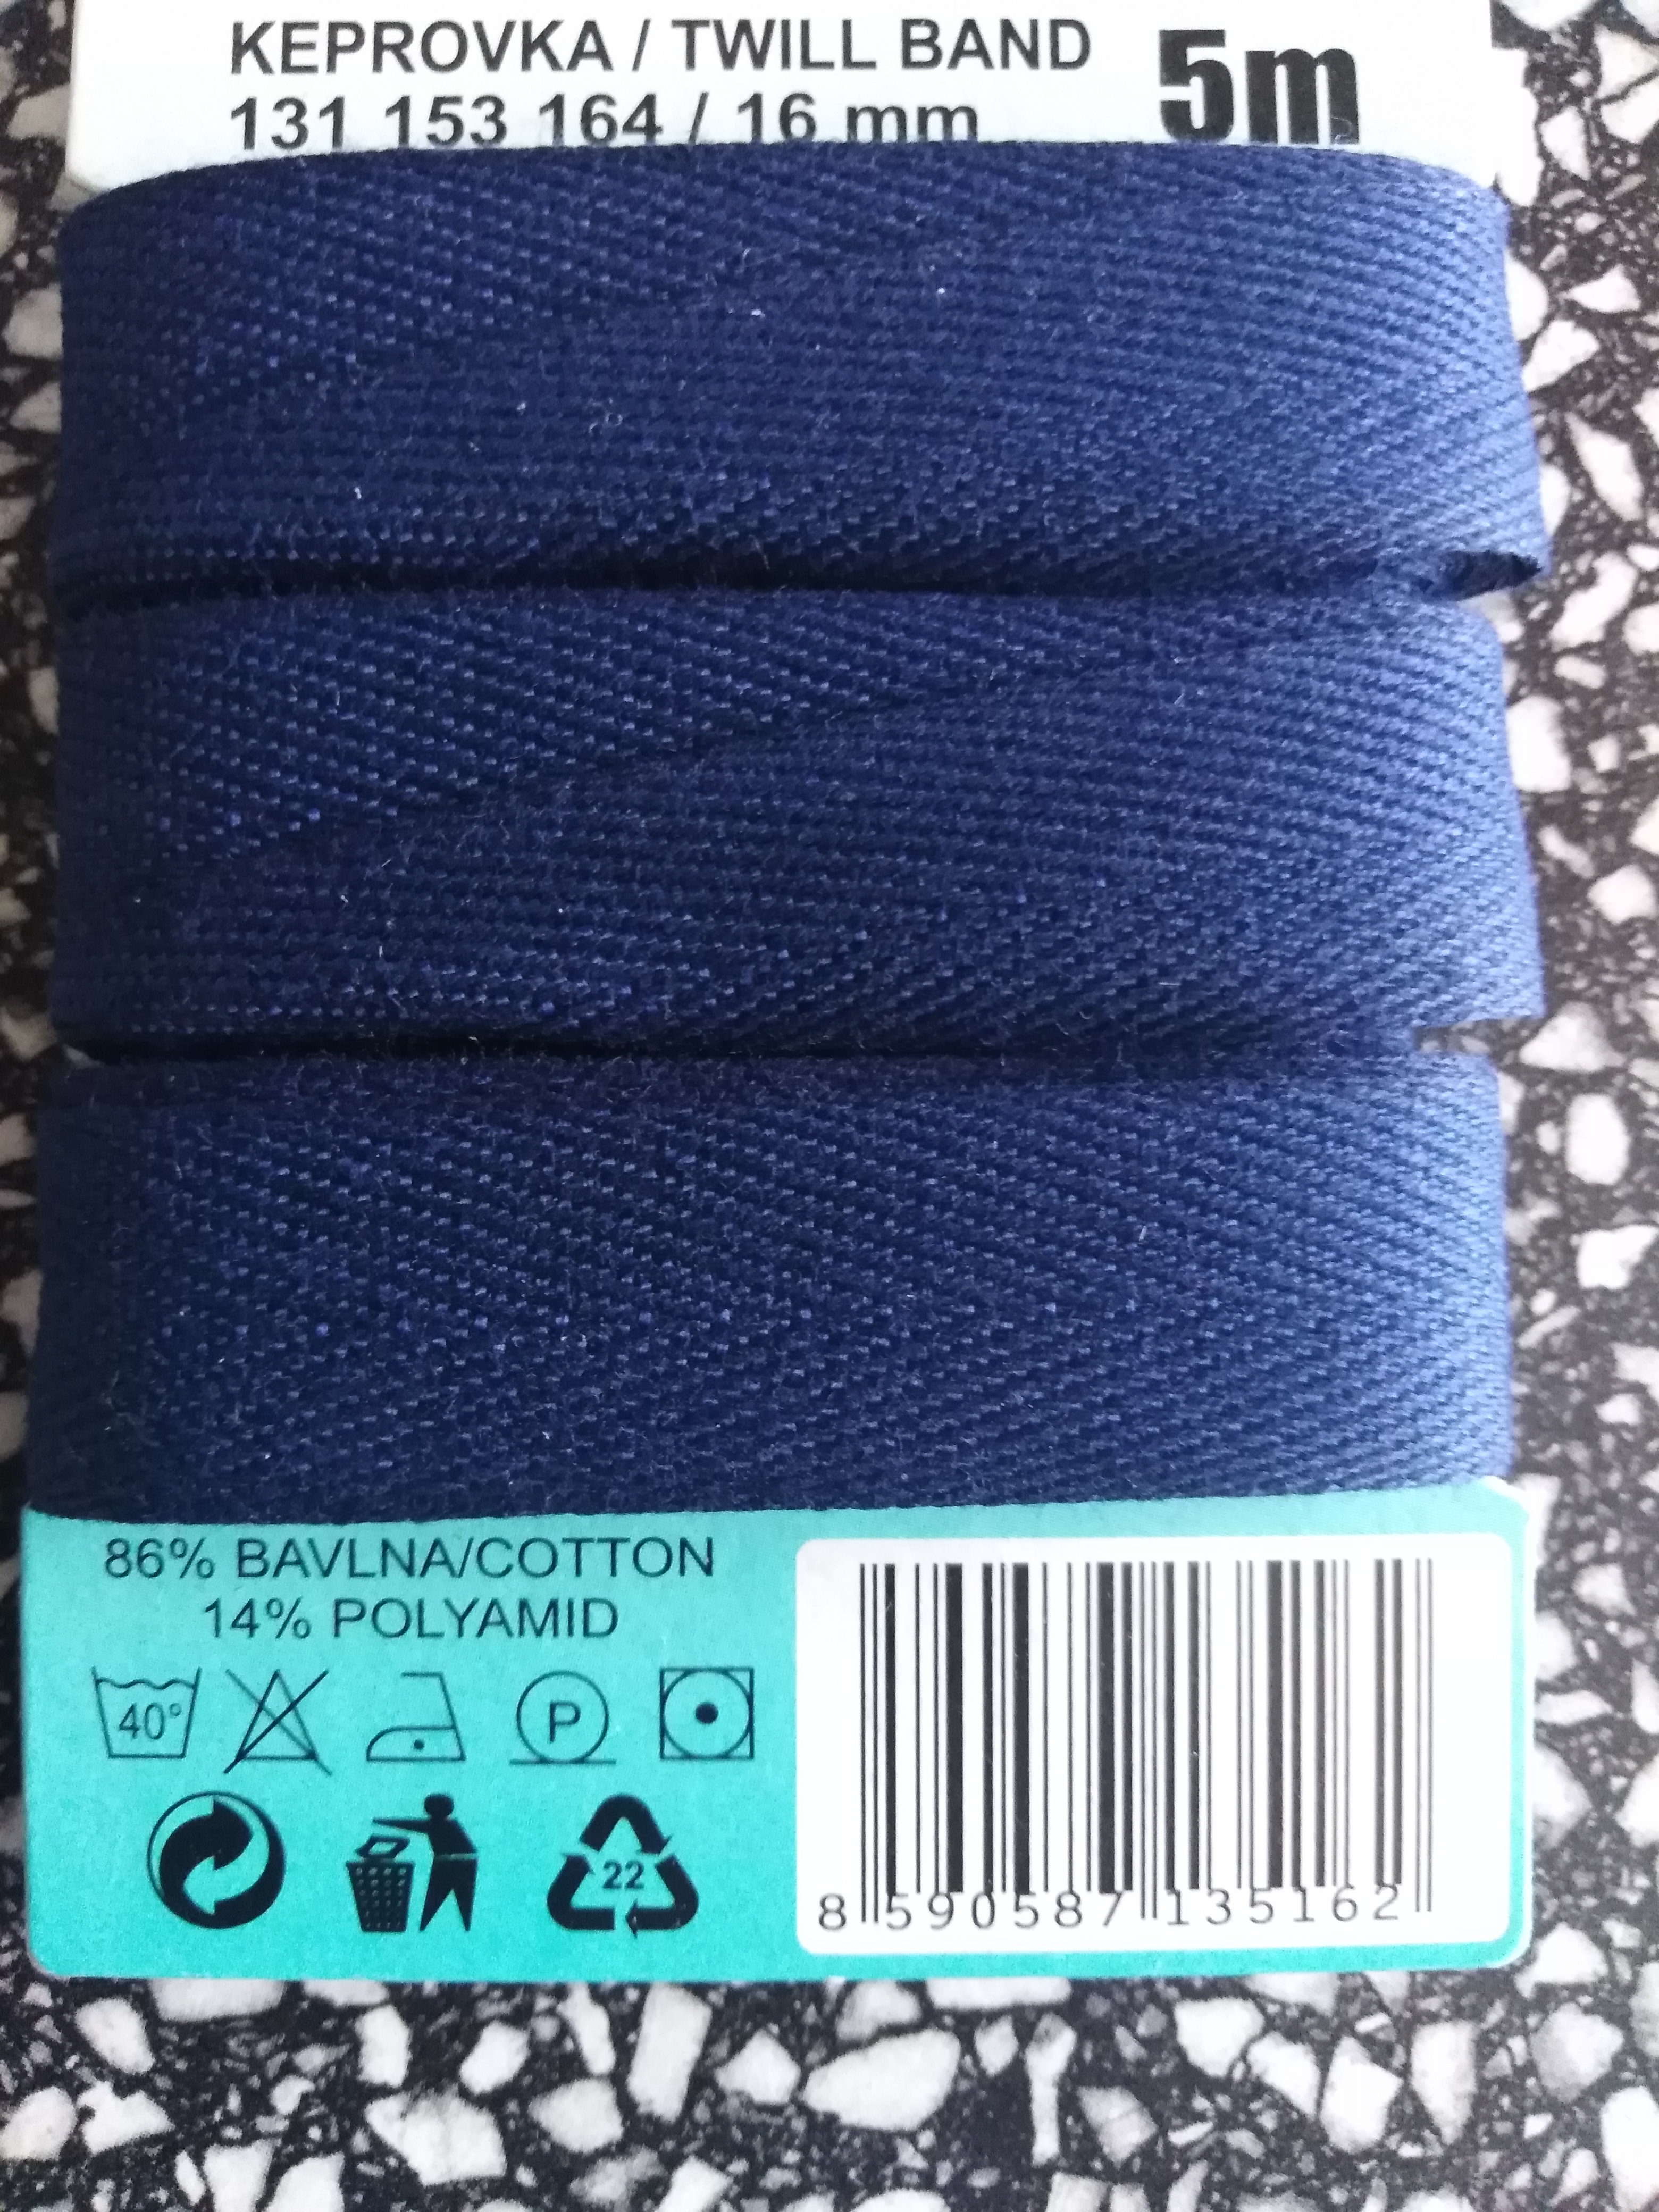 KEPROVKA / TWILL BAND
5m
131 153 164 / 16 mm
86% BAVLNA/COTTON
14% POLYAMID
40°
P
22
8 590587 135162